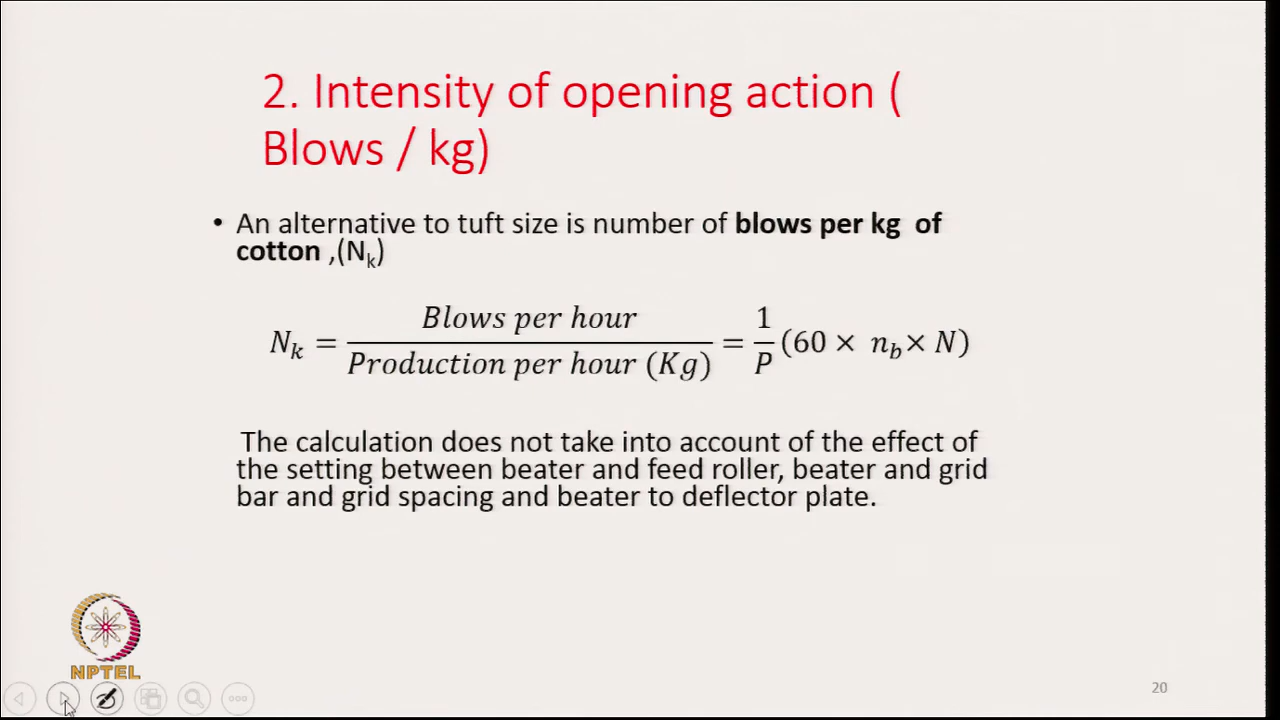 2. Intensity of opening action (
Blows / kg)
• An alternative to tuft size is number of blows per kg of
cotton ,(Nk)
Nk = Blows per hour / Production per hour (Kg) = 1/P (60 × nb × N)
The calculation does not take into account of the effect of
the setting between beater and feed roller, beater and grid
bar and grid spacing and beater to deflector plate.
NPTEL
20